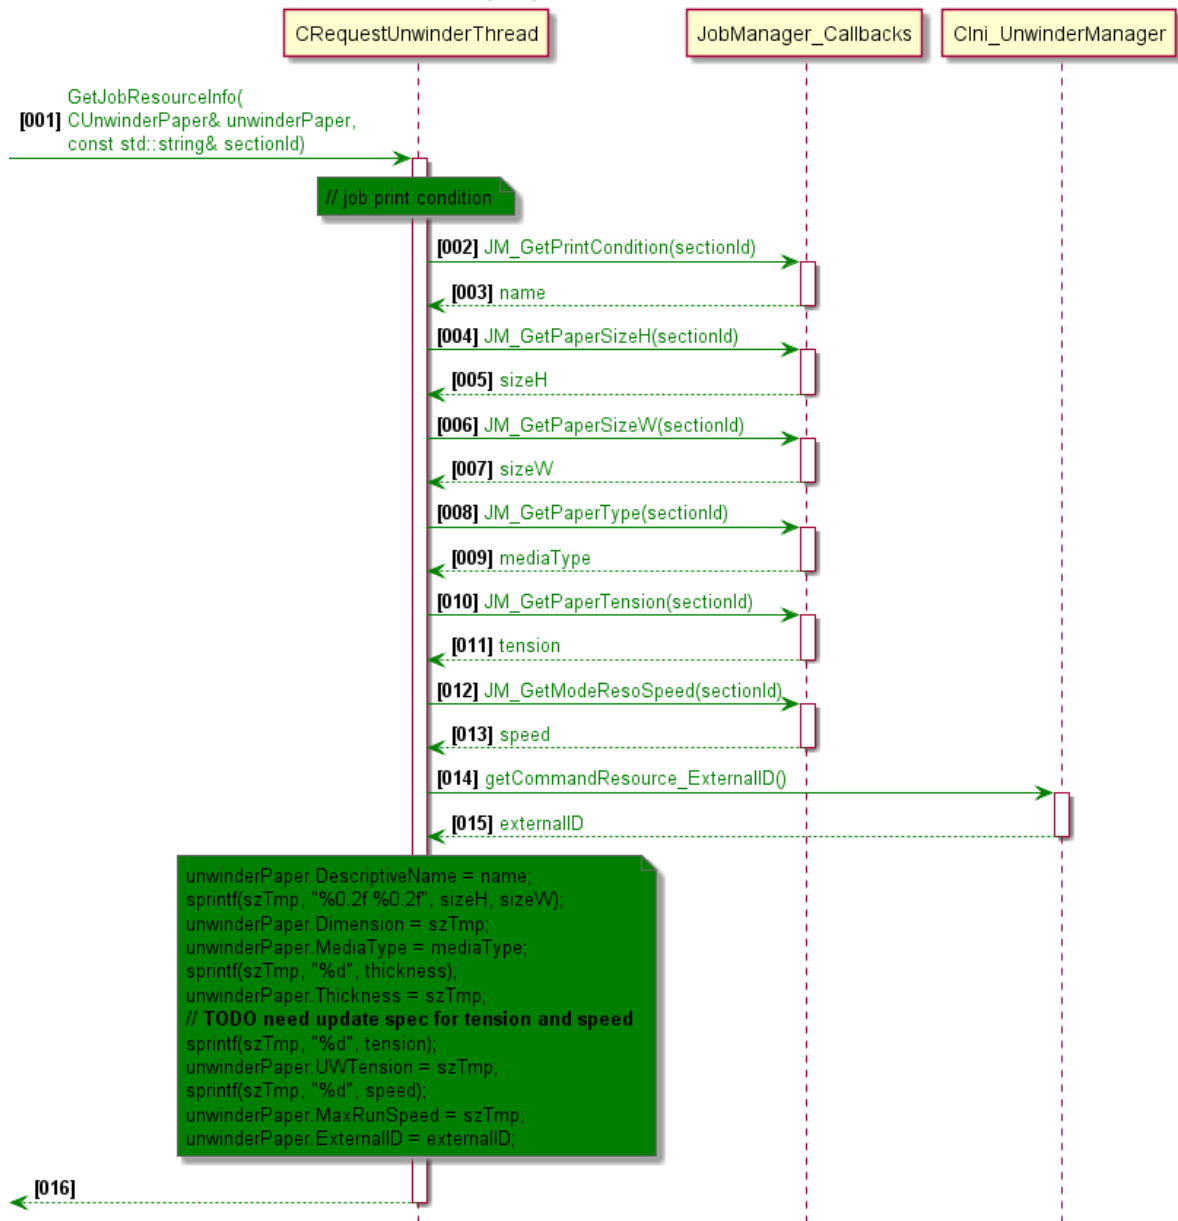 CRequestUnwinderThread
JobManager_Callbacks
CIni_UnwinderManager
GetJobResourceInfo(
[001] CUnwinderPaper& unwinderPaper,
const std::string& sectionId)
// job print condition
[002] JM_GetPrintCondition(sectionId)
[003] name
[004] JM_GetPaperSizeH(sectionId)
[005] sizeH
[006] JM_GetPaperSizeW(sectionId)
[007] sizeW
[008] JM_GetPaperType(sectionId)
[009] mediaType
[010] JM_GetPaperTension(sectionId)
[011] tension
[012] JM_GetModeResoSpeed(sectionId)
[013] speed
[014] getCommandResource_ExternalID()
[015] externalID
unwinderPaper.DescriptiveName = name;
sprintf(szTmp, "%0.2f %0.2f", sizeH, sizeW);
unwinderPaper.Dimension = szTmp;
unwinderPaper.MediaType = mediaType;
sprintf(szTmp, "%d", thickness);
unwinderPaper.Thickness = szTmp;
// TODO need update spec for tension and speed
sprintf(szTmp, "%d", tension);
unwinderPaper.UWTension = szTmp;
sprintf(szTmp, "%d", speed);
unwinderPaper.MaxRunSpeed = szTmp;
unwinderPaper.ExternalID = externalID;
[016]